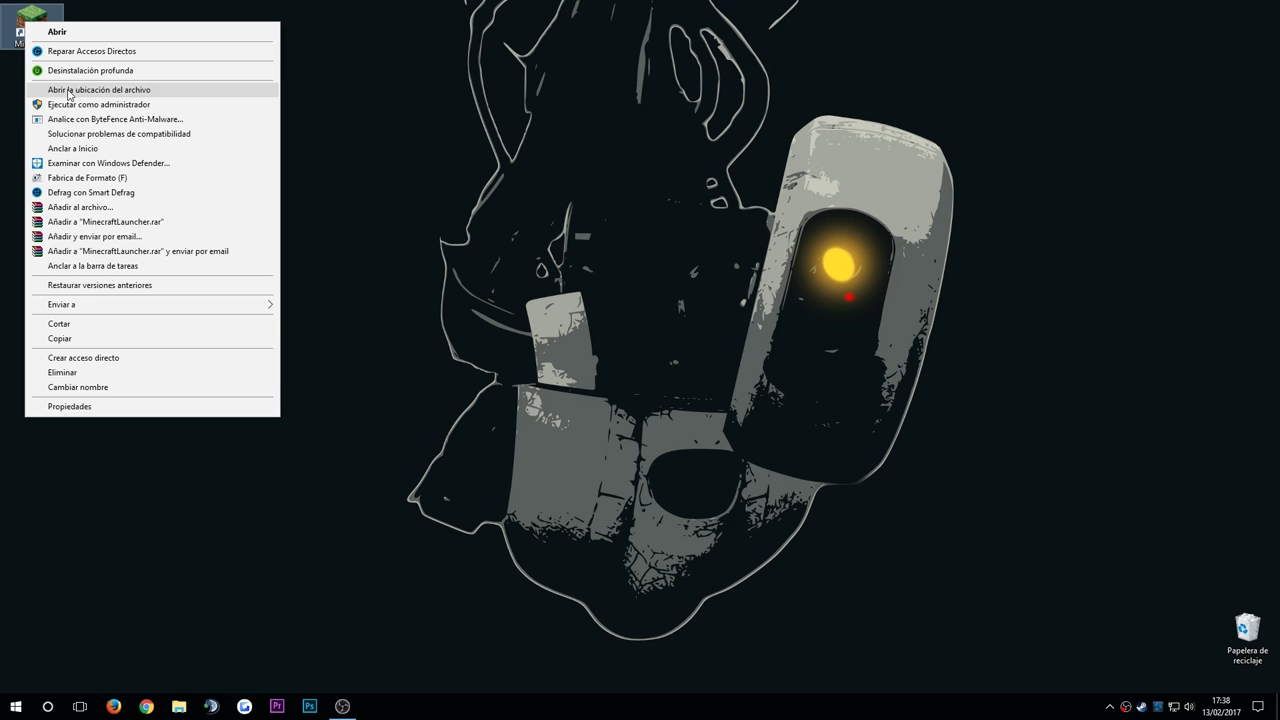 Abrir
Reparar Accesos Directos
Desinstalación profunda
Abrir la ubicación del archivo
Ejecutar como administrador
Analice con ByteFence Anti-Malware...
Solucionar problemas de compatibilidad
Anclar a Inicio
Examinar con Windows Defender...
Fabrica de Formato (F)
Defrag con Smart Defrag
Añadir al archivo...
Añadir a "MinecraftLauncher.rar"
Añadir y enviar por email...
Añadir a "MinecraftLauncher.rar" y enviar por email
Anclar a la barra de tareas
Restaurar versiones anteriores
Enviar a
Cortar
Copiar
Crear acceso directo
Eliminar
Cambiar nombre
Propiedades
Papelera de
reciclaje
Pr
Ps
17:38
13/02/2017